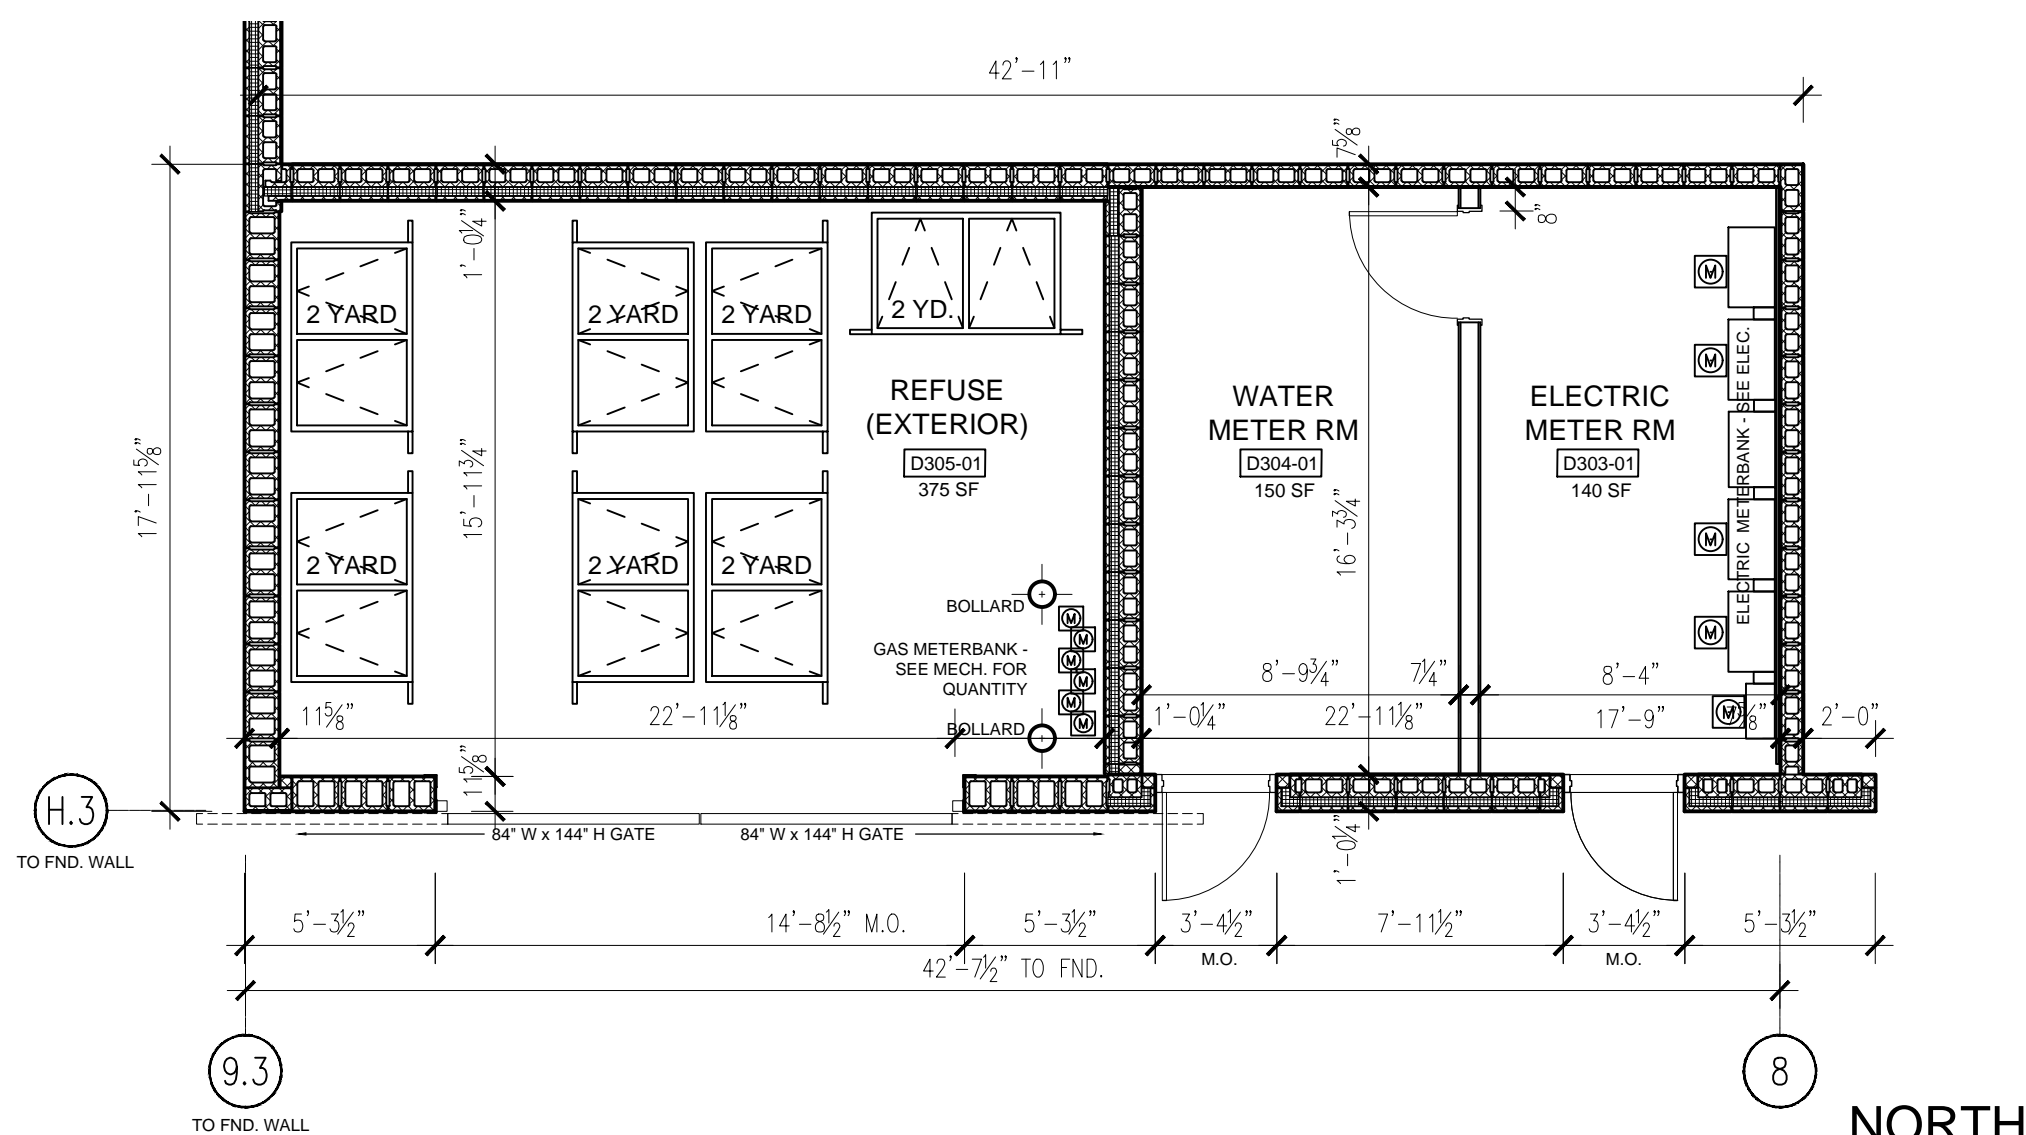 42'-11"
7⅝"
1'-0¼"
8"
2 YARD
2 YARD
2 YARD
2 YD.
REFUSE
(EXTERIOR)
D305-01
375 SF
WATER
METER RM
D304-01
150 SF
ELECTRIC
METER RM
D303-01
140 SF
M
M
M
M
M
ELECTRIC METERBANK - SEE ELEC.
17'-11⅝"
15'-11¾"
16'-3¾"
2 YARD
2 YARD
2 YARD
BOLLARD
M
M
M
M
M
M
GAS METERBANK -
SEE MECH. FOR
QUANTITY
BOLLARD
8'-9¾"
7¼"
8'-4"
11⅝"
22'-11⅛"
1'-0¼"
22'-11⅛"
17'-9"
7⅝"
2'-0"
11⅝"
1'-0¼"
H.3
TO FND. WALL
84" W x 144" H GATE
84" W x 144" H GATE
5'-3½"
14'-8½" M.O.
5'-3½"
3'-4½"
M.O.
7'-11½"
3'-4½"
M.O.
5'-3½"
42'-7½" TO FND.
9.3
TO FND. WALL
8
NORTH